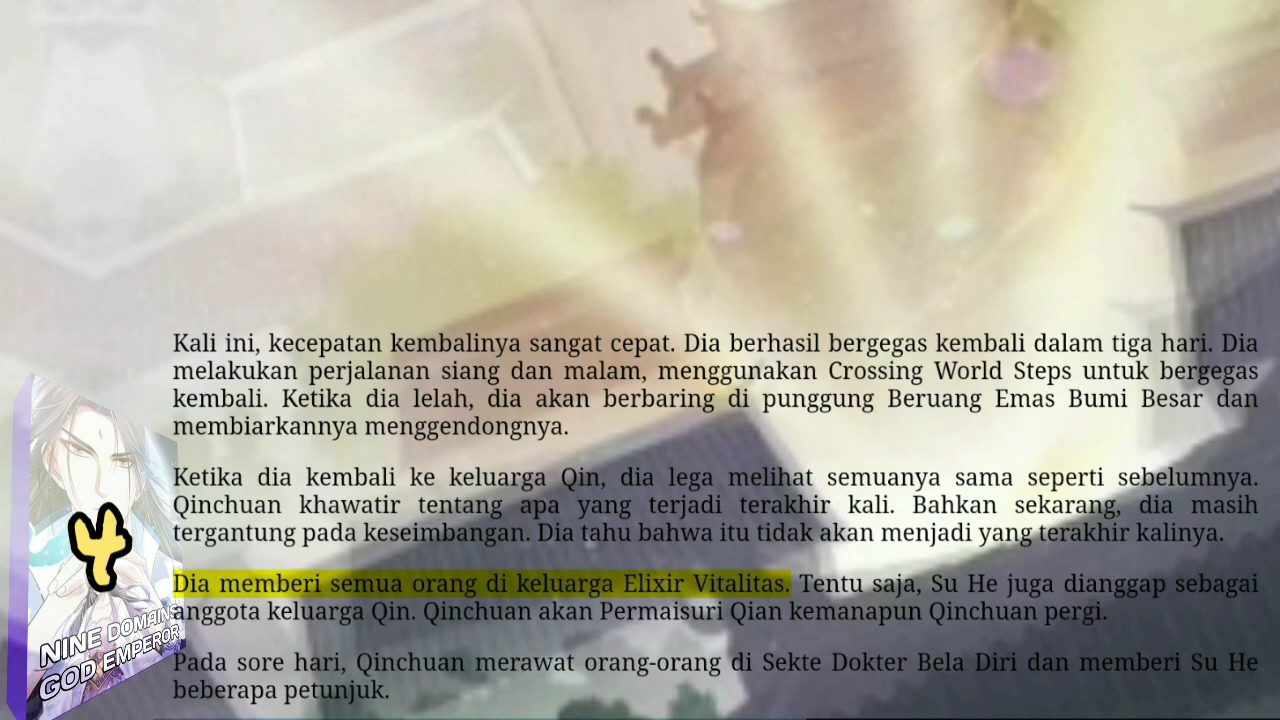 Kali ini, kecepatan kembalinya sangat cepat. Dia berhasil bergegas kembali dalam tiga hari. Dia
melakukan perjalanan siang dan malam, menggunakan Crossing World Steps untuk bergegas
kembali. Ketika dia lelah, dia akan berbaring di punggung Beruang Emas Bumi Besar dan
membiarkannya menggendongnya.
Ketika dia kembali ke keluarga Qin, dia lega melihat semuanya sama seperti sebelumnya.
Qinchuan khawatir tentang apa yang terjadi terakhir kali. Bahkan sekarang, dia masih
tergantung pada keseimbangan. Dia tahu bahwa itu tidak akan menjadi yang terakhir kalinya.
Dia memberi semua orang di keluarga Elixir Vitalitas. Tentu saja, Su He juga dianggap sebagai
anggota keluarga Qin. Qinchuan akan Permaisuri Qian kemanapun Qinchuan pergi.
Pada sore hari, Qinchuan merawat orang-orang di Sekte Dokter Bela Diri dan memberi Su He
beberapa petunjuk.
4
NINE DOMAINS
GOD EMPEROR